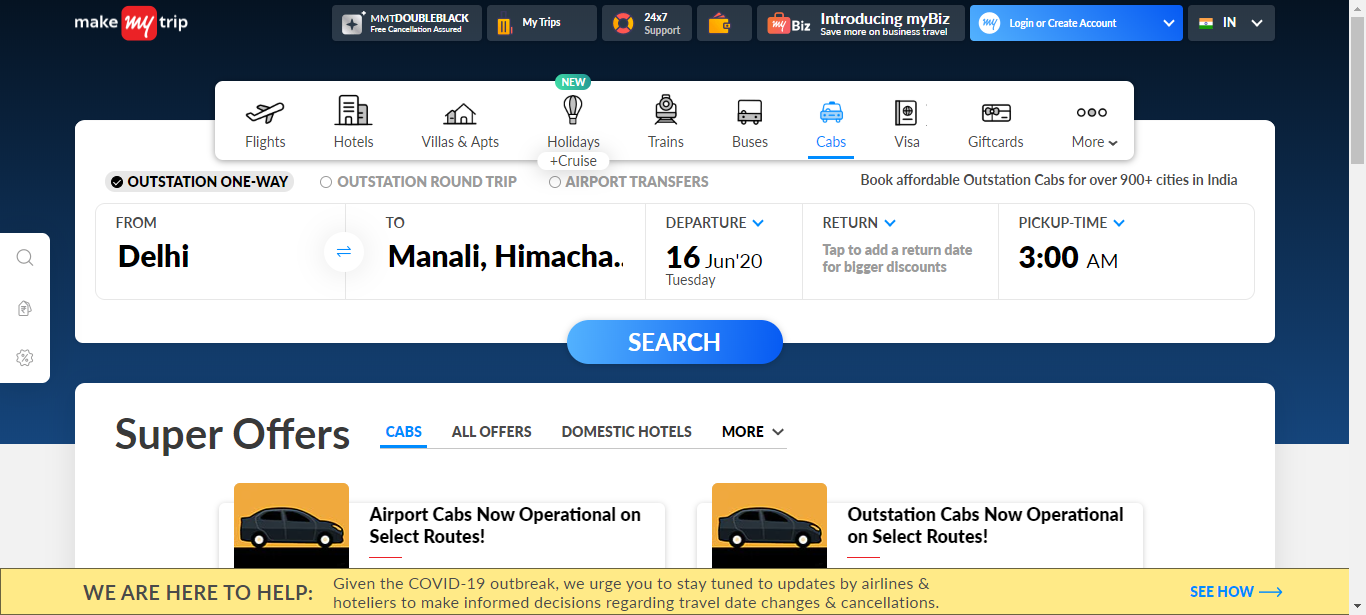 make my trip
MMTDOUBLEBLACK
Free Cancellation Assured
My Trips
24x7
Support
my Biz
Introducing myBiz
Save more on business travel
my
Login or Create Account
IN
NEW
Flights
Hotels
Villas & Apts
Holidays
+Cruise
Trains
Buses
Cabs
Visa
Giftcards
More
OUTSTATION ONE-WAY
OUTSTATION ROUND TRIP
AIRPORT TRANSFERS
Book affordable Outstation Cabs for over 900+ cities in India
FROM
Delhi
TO
Manali, Himacha..
DEPARTURE
16 Jun'20
Tuesday
RETURN
Tap to add a return date
for bigger discounts
PICKUP-TIME
3:00 AM
SEARCH
Super Offers
CABS
ALL OFFERS
DOMESTIC HOTELS
MORE
Airport Cabs Now Operational on
Select Routes!
Outstation Cabs Now Operational
on Select Routes!
WE ARE HERE TO HELP:
Given the COVID-19 outbreak, we urge you to stay tuned to updates by airlines &
hoteliers to make informed decisions regarding travel date changes & cancellations.
SEE HOW